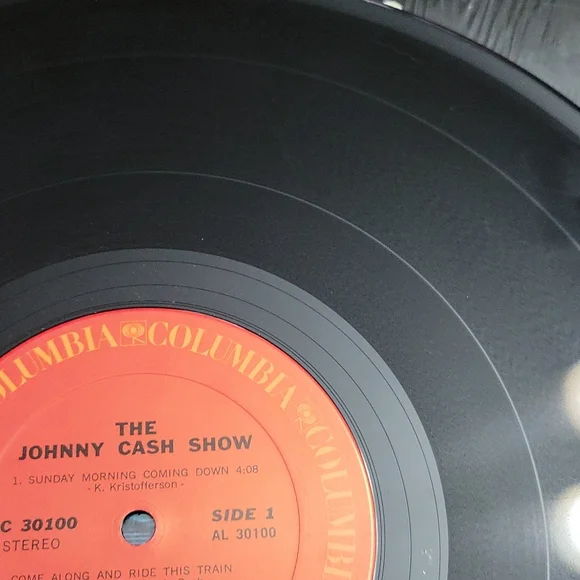 COLUMBIA COLUMBIA COLUMBIA
THE
JOHNNY CASH SHOW
1. SUNDAY MORNING COMING DOWN 4:08
- K. Kristofferson -
C 30100
SIDE 1
STEREO
AL 30100
COME ALONG AND RIDE THIS TRAIN